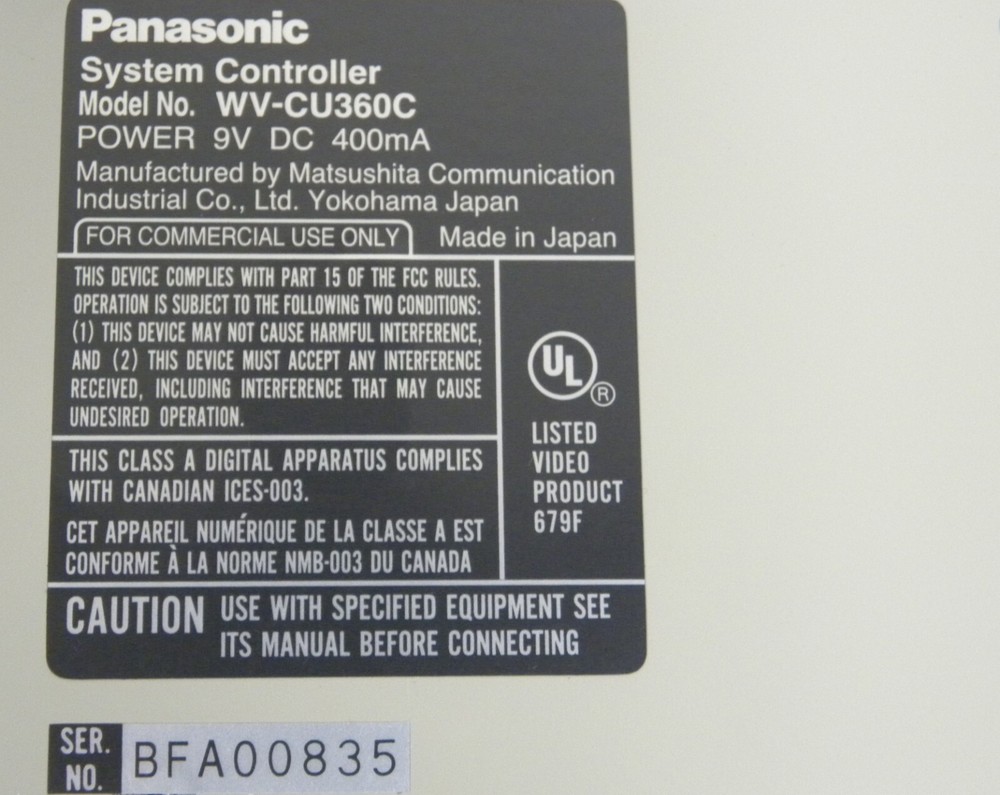 Panasonic
System Controller
Model No. WV-CU360C
POWER 9V DC 400mA
Manufactured by Matsushita Communication
Industrial Co., Ltd. Yokohama Japan
FOR COMMERCIAL USE ONLY Made in Japan
THIS DEVICE COMPLIES WITH PART 15 OF THE FCC RULES.
OPERATION IS SUBJECT TO THE FOLLOWING TWO CONDITIONS:
(1) THIS DEVICE MAY NOT CAUSE HARMFUL INTERFERENCE,
AND (2) THIS DEVICE MUST ACCEPT ANY INTERFERENCE
RECEIVED, INCLUDING INTERFERENCE THAT MAY CAUSE
UNDESIRED OPERATION.
UL ®
LISTED
VIDEO
PRODUCT
679F
THIS CLASS A DIGITAL APPARATUS COMPLIES
WITH CANADIAN ICES-003.
CET APPAREIL NUMÉRIQUE DE LA CLASSE A EST
CONFORME À LA NORME NMB-003 DU CANADA
CAUTION USE WITH SPECIFIED EQUIPMENT SEE
ITS MANUAL BEFORE CONNECTING
SER.
NO.
BFA00835